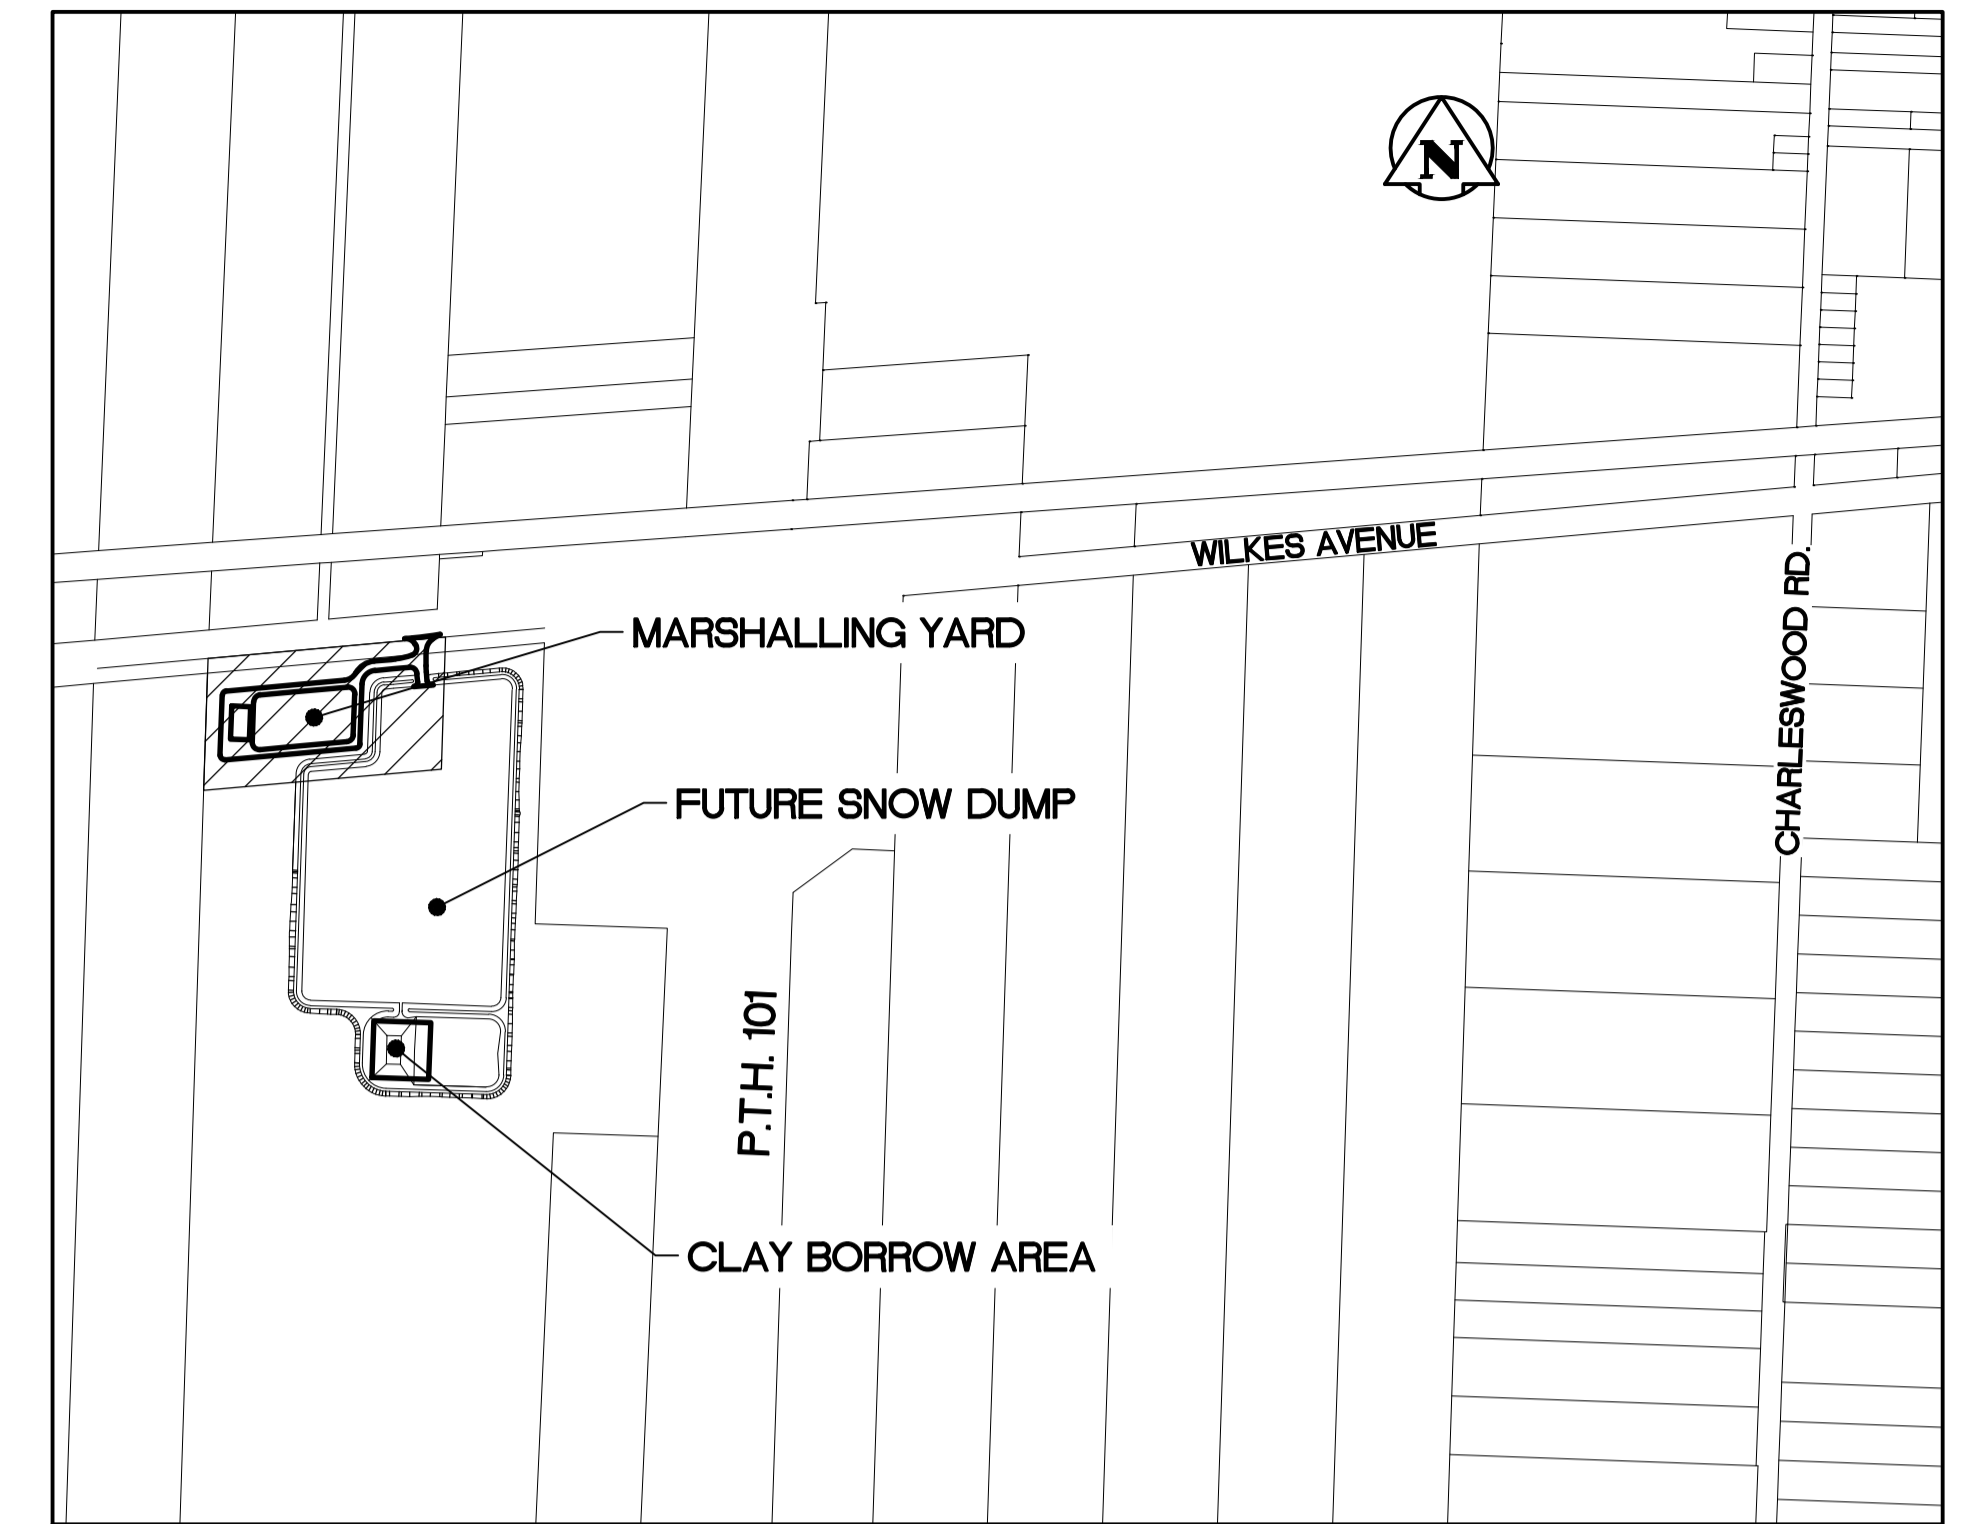 N
WILKES AVENUE
CHARLESWOOD RD.
MARSHALLING YARD
FUTURE SNOW DUMP
P.T.H. 101
CLAY BORROW AREA